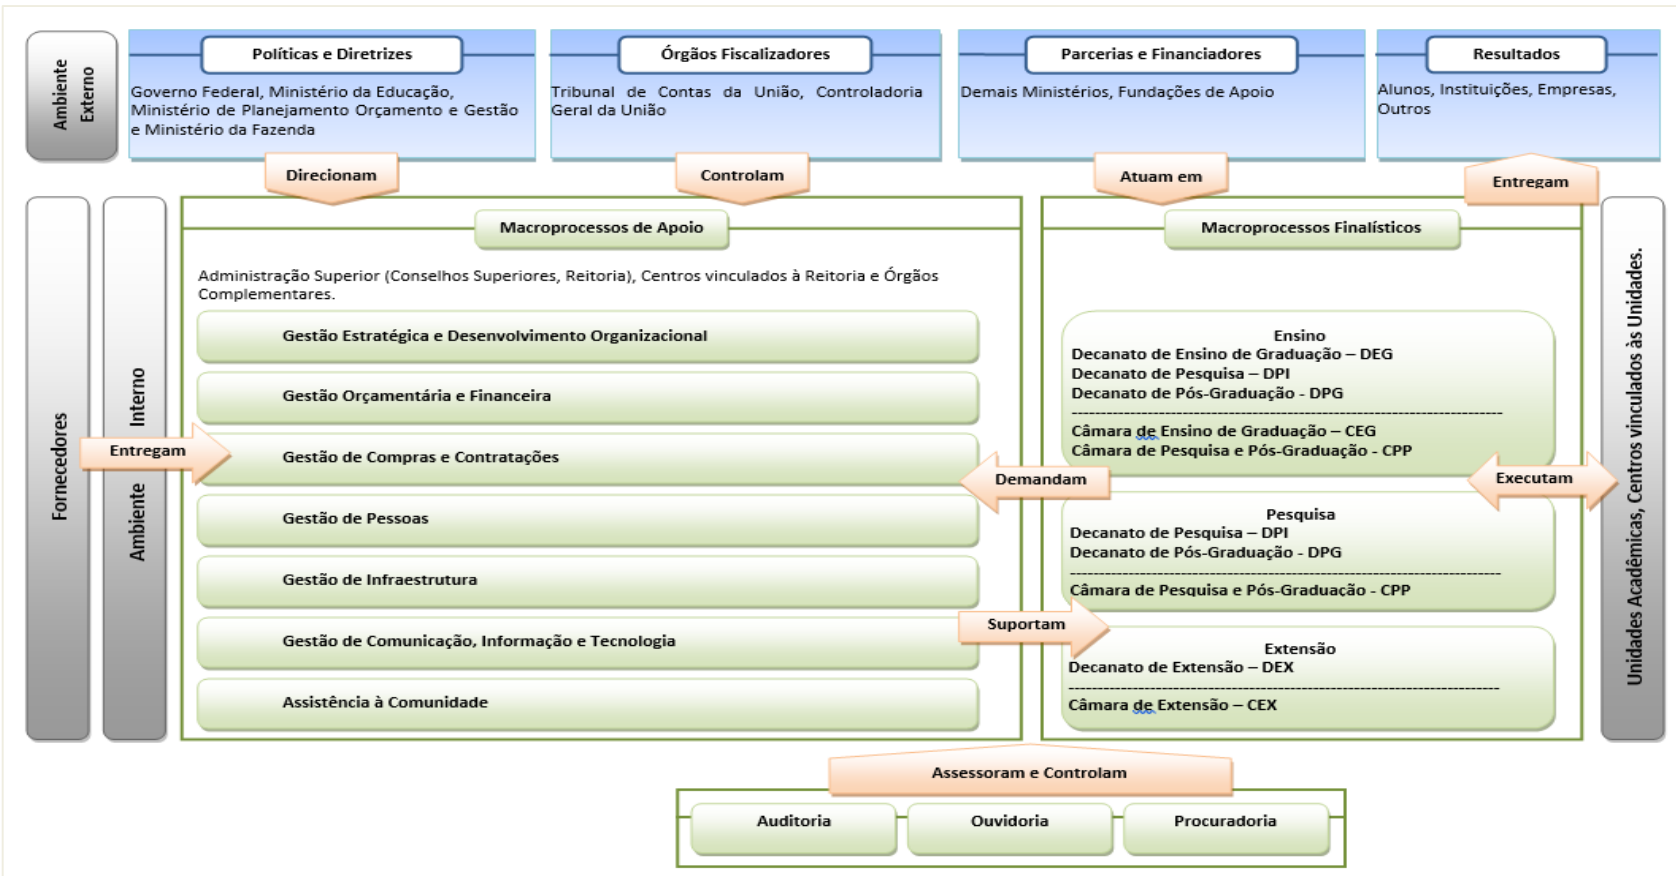 Ambiente
Externo
Políticas e Diretrizes
Governo Federal, Ministério da Educação,
Ministério de Planejamento Orçamento e Gestão
e Ministério da Fazenda
Órgãos Fiscalizadores
Tribunal de Contas da União, Controladoria
Geral da União
Parcerias e Financiadores
Demais Ministérios, Fundações de Apoio
Resultados
Alunos, Instituições, Empresas,
Outros
Direcionam
Controlam
Atuam em
Entregam
Fornecedores
Ambiente Interno
Entregam
Macroprocessos de Apoio
Administração Superior (Conselhos Superiores, Reitoria), Centros vinculados à Reitoria e Órgãos
Complementares.
Gestão Estratégica e Desenvolvimento Organizacional
Gestão Orçamentária e Financeira
Gestão de Compras e Contratações
Gestão de Pessoas
Gestão de Infraestrutura
Gestão de Comunicação, Informação e Tecnologia
Assistência à Comunidade
Demandam
Suportam
Macroprocessos Finalísticos
Ensino
Decanato de Ensino de Graduação – DEG
Decanato de Pesquisa – DPI
Decanato de Pós-Graduação - DPG
Câmara de Ensino de Graduação – CEG
Câmara de Pesquisa e Pós-Graduação - CPP
Pesquisa
Decanato de Pesquisa – DPI
Decanato de Pós-Graduação - DPG
Câmara de Pesquisa e Pós-Graduação - CPP
Extensão
Decanato de Extensão – DEX
Câmara de Extensão – CEX
Executam
Unidades Acadêmicas, Centros vinculados às Unidades.
Assessoram e Controlam
Auditoria
Ouvidoria
Procuradoria